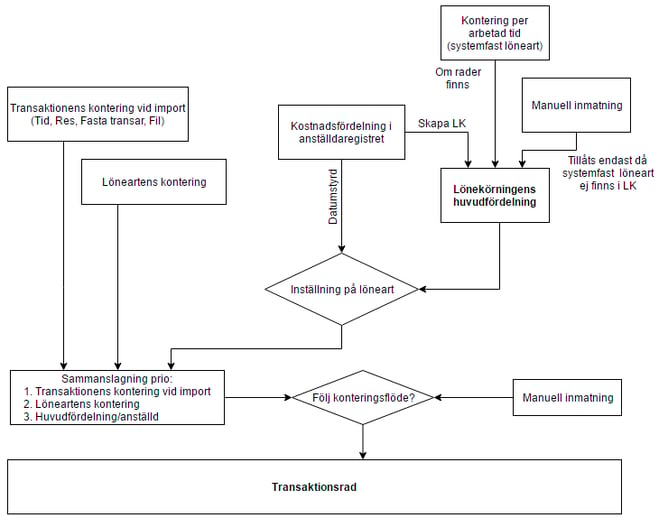 Kontering per
arbetad tid
(systemfast löneart)
Om rader
finns
Transaktionens kontering vid import
(Tid, Res, Fasta transar, Fil)
Manuell inmatning
Kostnadsfördelning i
anställdaregistret
Skapa LK
Tillåts endast då
systemfast löneart
ej finns i LK
Löneartens kontering
Lönekörningens
huvudfördelning
Datumstyrd
Inställning på löneart
Sammanslagning prio:
1. Transaktionens kontering vid import
2. Löneartens kontering
3. Huvudfördelning/anställd
Följ konteringsflöde?
Manuell inmatning
Transaktionsrad